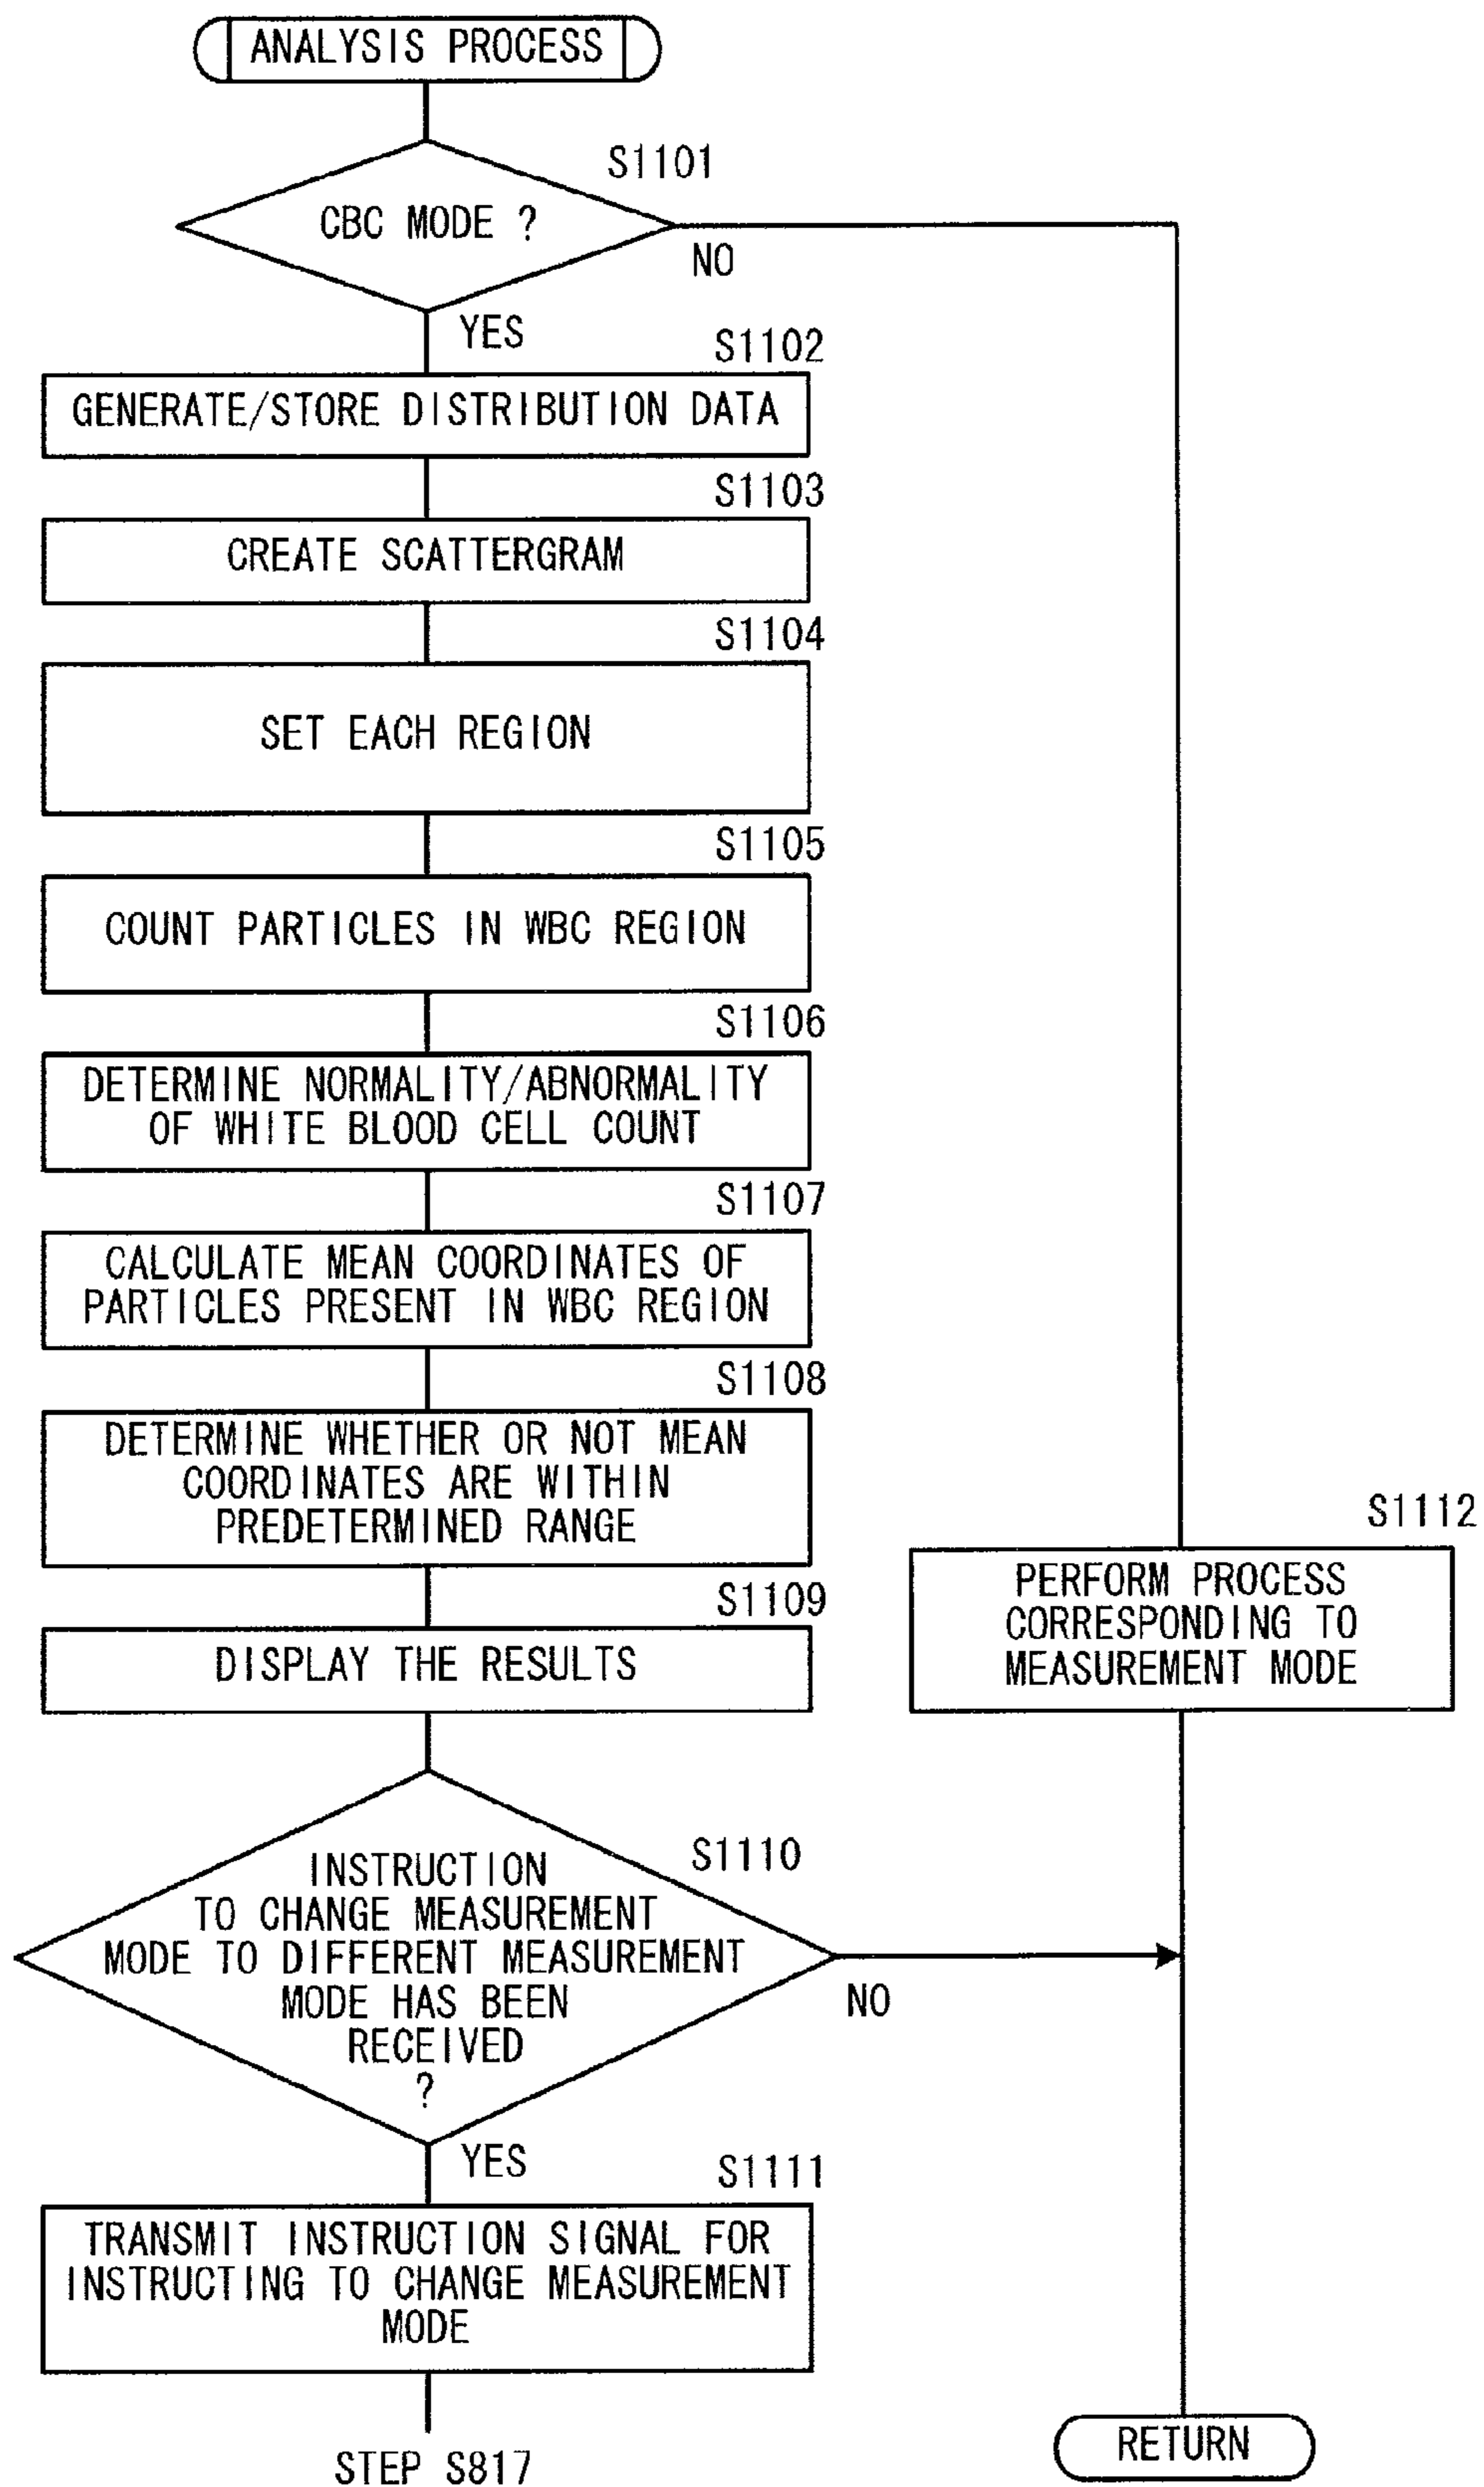 ANALYSIS PROCESS
S1101
CBC MODE ?
NO
YES
S1102
GENERATE/STORE DISTRIBUTION DATA
S1103
CREATE SCATTERGRAM
S1104
SET EACH REGION
S1105
COUNT PARTICLES IN WBC REGION
S1106
DETERMINE NORMALITY/ABNORMALITY
OF WHITE BLOOD CELL COUNT
S1107
CALCULATE MEAN COORDINATES OF
PARTICLES PRESENT IN WBC REGION
S1108
DETERMINE WHETHER OR NOT MEAN
COORDINATES ARE WITHIN
PREDETERMINED RANGE
S1109
DISPLAY THE RESULTS
S1112
PERFORM PROCESS
CORRESPONDING TO
MEASUREMENT MODE
S1110
INSTRUCTION
TO CHANGE MEASUREMENT
MODE TO DIFFERENT MEASUREMENT
MODE HAS BEEN
RECEIVED
?
NO
YES
S1111
TRANSMIT INSTRUCTION SIGNAL FOR
INSTRUCTING TO CHANGE MEASUREMENT
MODE
STEP S817
RETURN